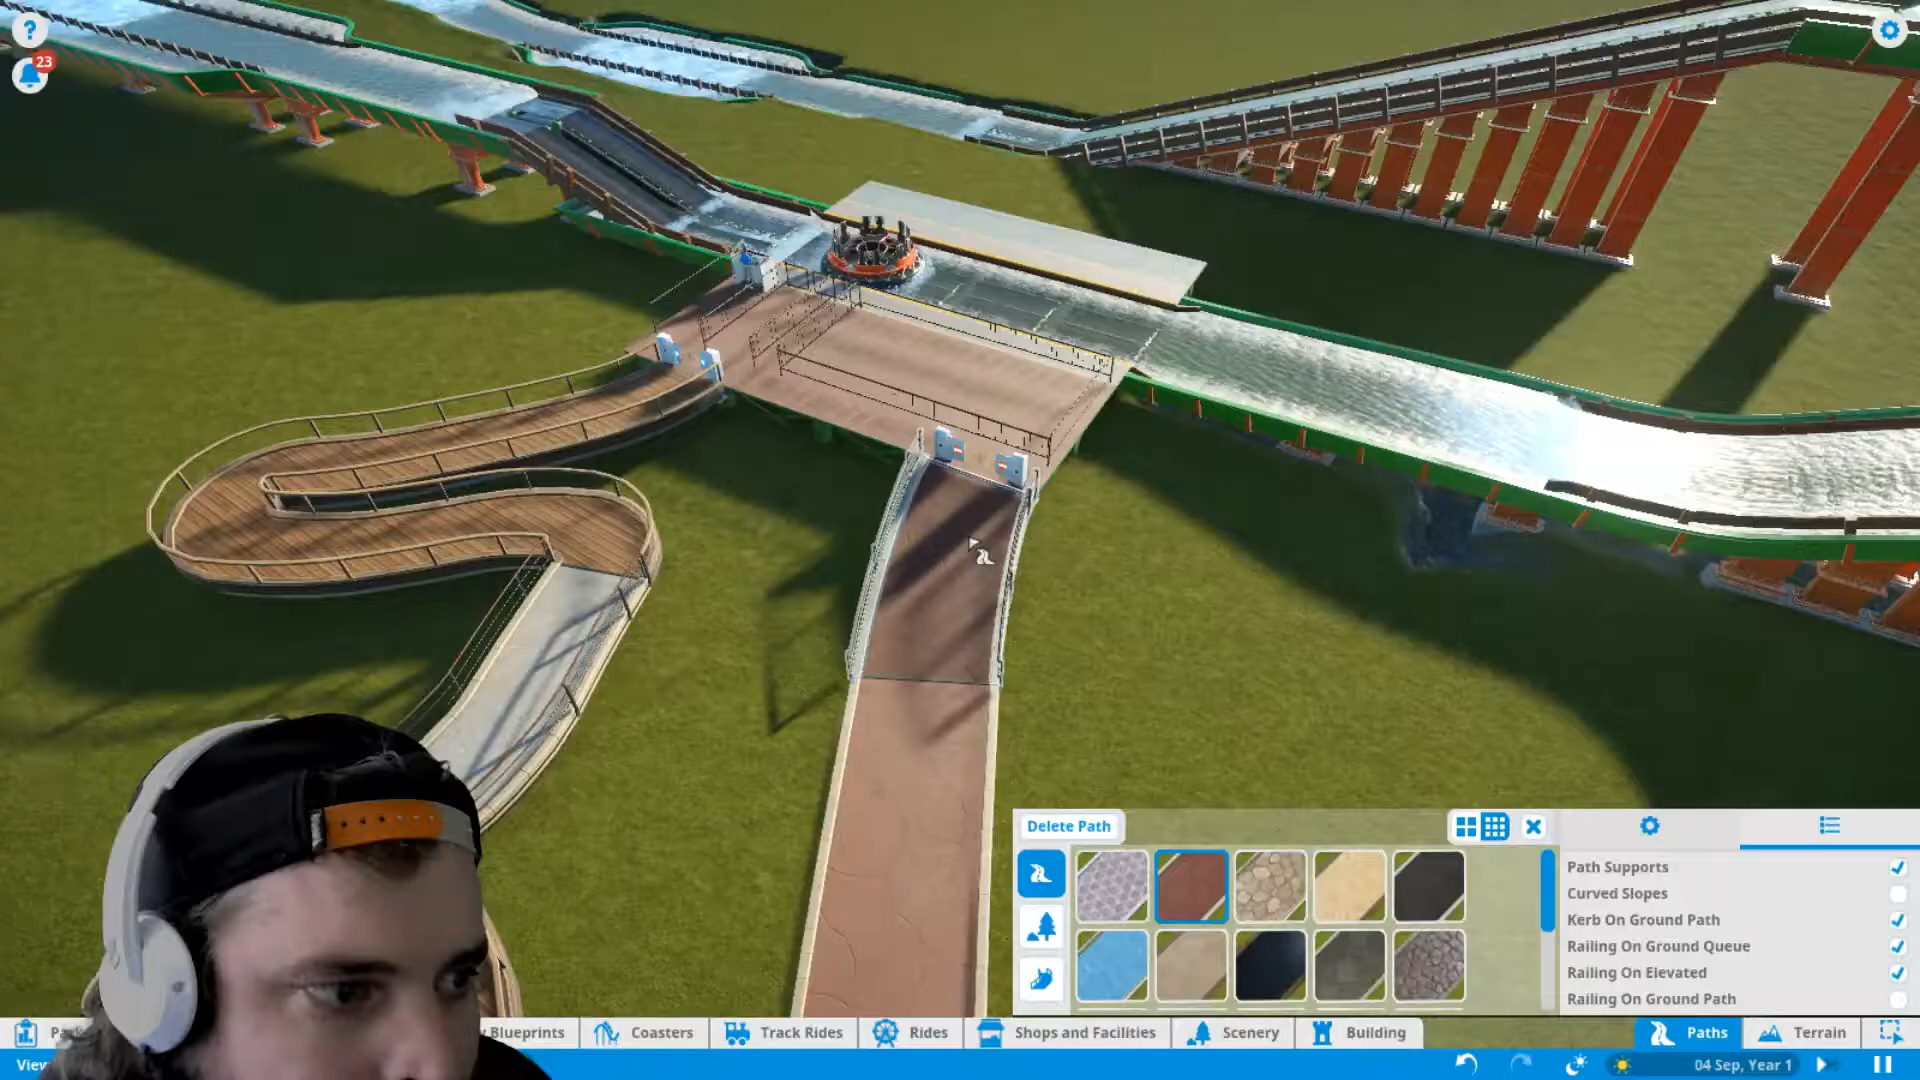 ?
23
Delete Path
Path Supports
Curved Slopes
Kerb On Ground Path
Railing On Ground Queue
Railing On Elevated
Railing On Ground Path
Blueprints
Coasters
Track Rides
Rides
Shops and Facilities
Scenery
Building
Paths
Terrain
04 Sep, Year 1